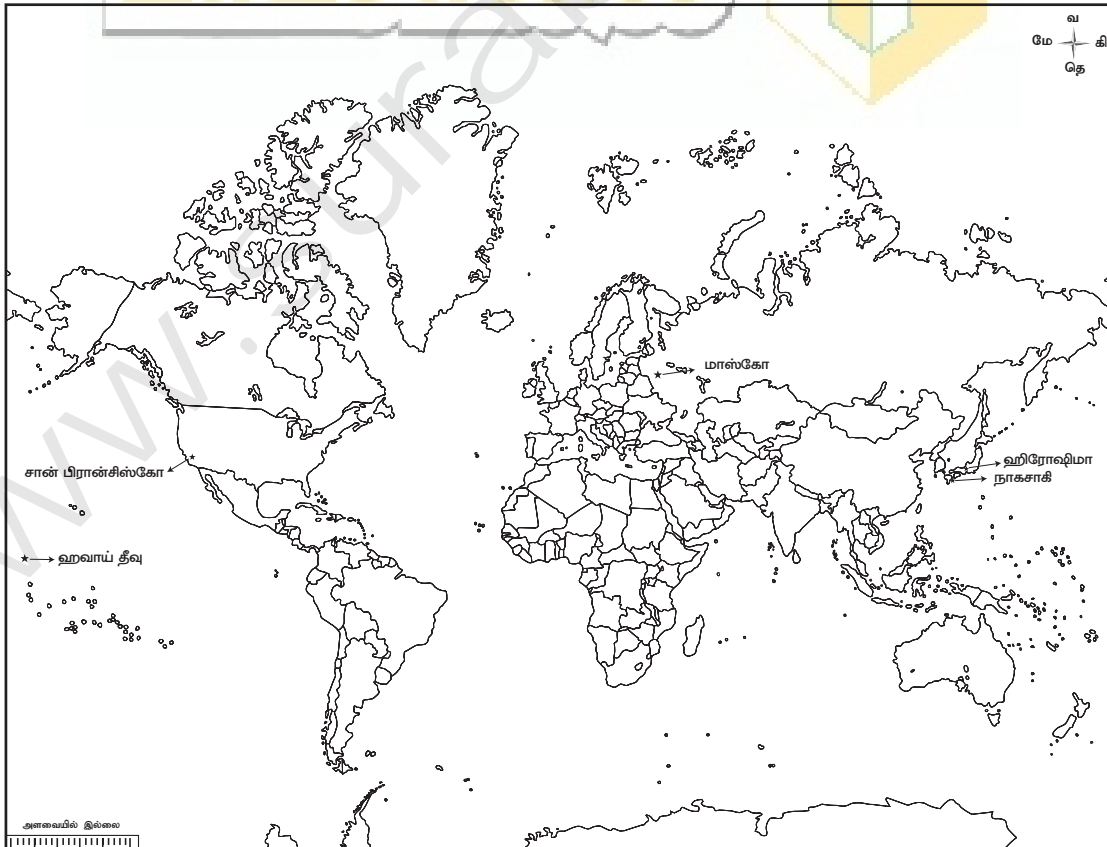 வ
மே கி
தெ
மாஸ்கோ
ஹிரோஷிமா
நாகசாகி
சான் பிரான்சிஸ்கோ
ஹவாய் தீவு
அளவையில் இல்லை